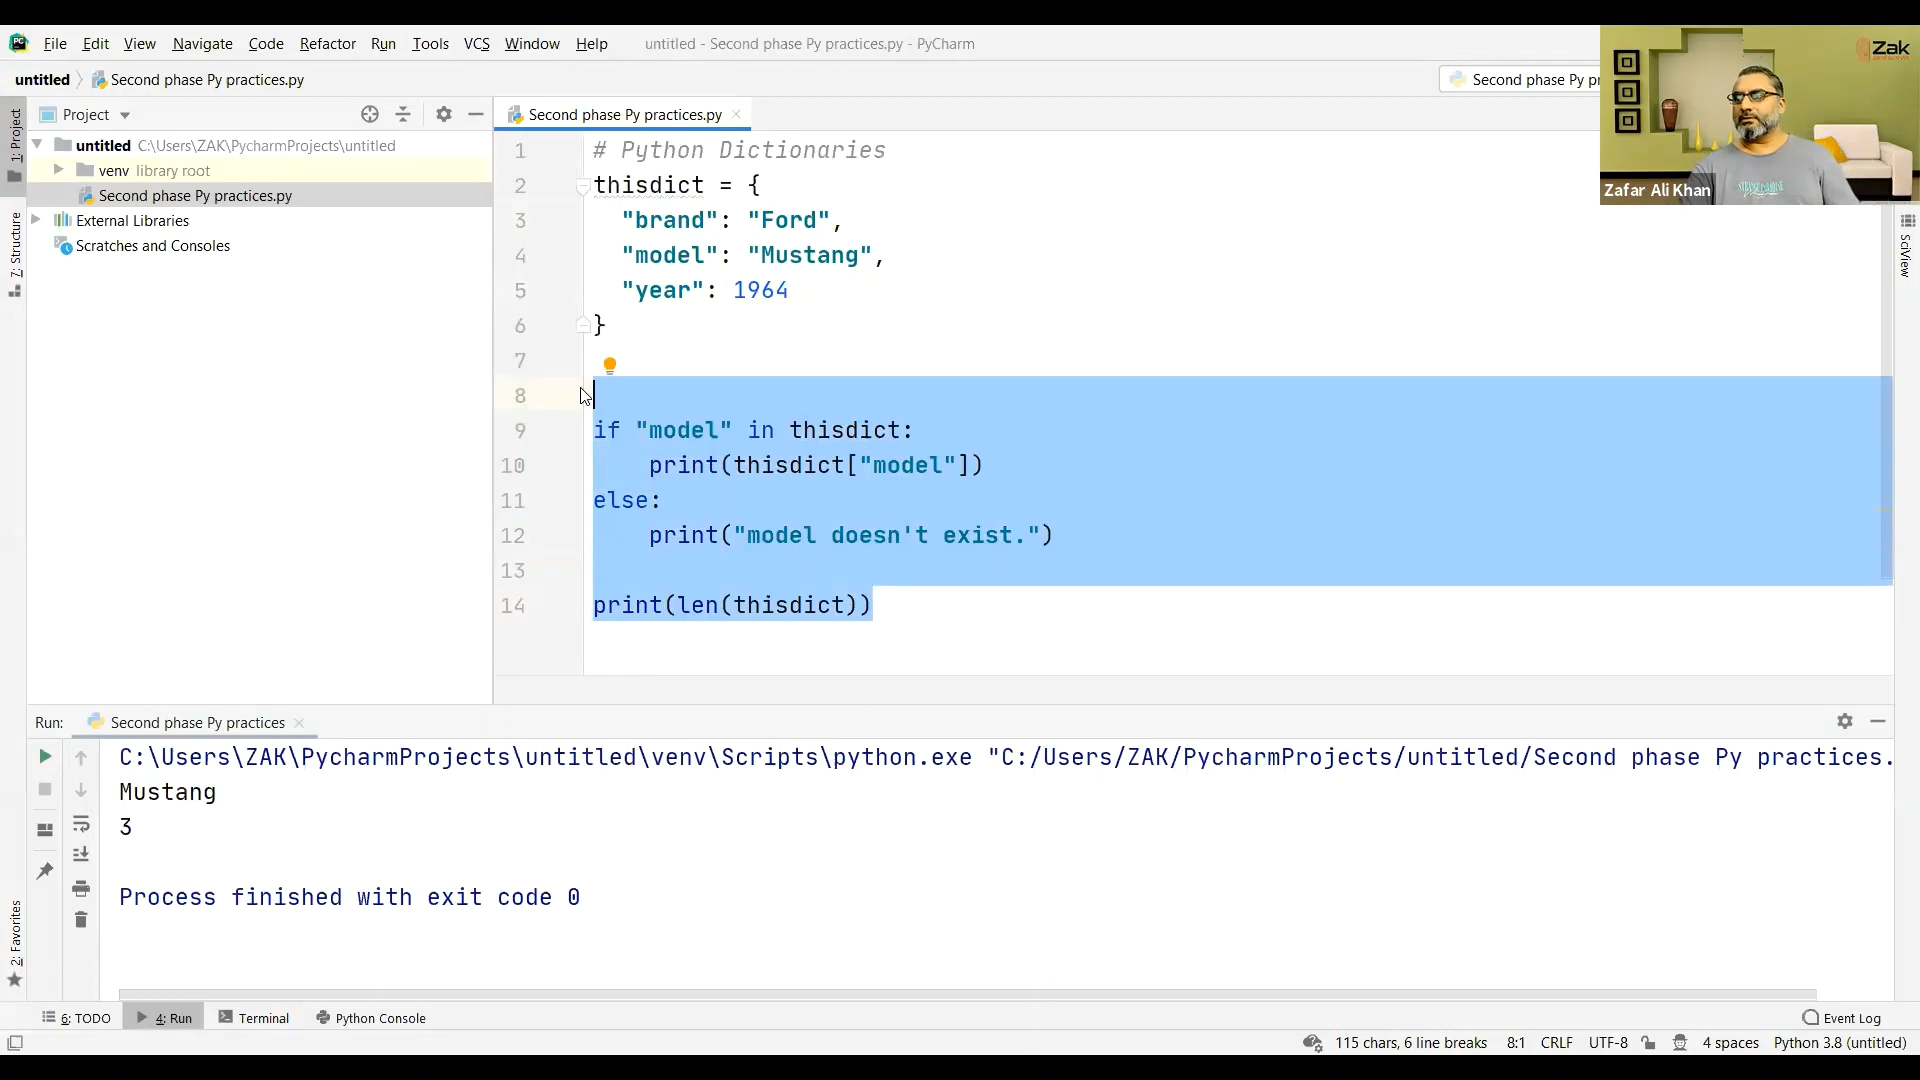 File Edit View Navigate Code Refactor Run Tools VCS Window Help untitled - Second phase Py practices.py - PyCharm
untitled Second phase Py practices.py
Second phase Py pr
Zak
Zafar Ali Khan
1: Project
7: Structure
2: Favorites
SciView
Project
untitled C:\Users\ZAK\PycharmProjects\untitled
venv library root
Second phase Py practices.py
External Libraries
Scratches and Consoles
Second phase Py practices.py
1 # Python Dictionaries
2 thisdict = {
3 "brand": "Ford",
4 "model": "Mustang",
5 "year": 1964
6 }
7
8
9 if "model" in thisdict:
10 print(thisdict["model"])
11 else:
12 print("model doesn't exist.")
13
14 print(len(thisdict))
Run: Second phase Py practices
C:\Users\ZAK\PycharmProjects\untitled\venv\Scripts\python.exe "C:/Users/ZAK/PycharmProjects/untitled/Second phase Py practices.
Mustang
3
Process finished with exit code 0
6: TODO 4: Run Terminal Python Console Event Log
115 chars, 6 line breaks 8:1 CRLF UTF-8 4 spaces Python 3.8 (untitled)